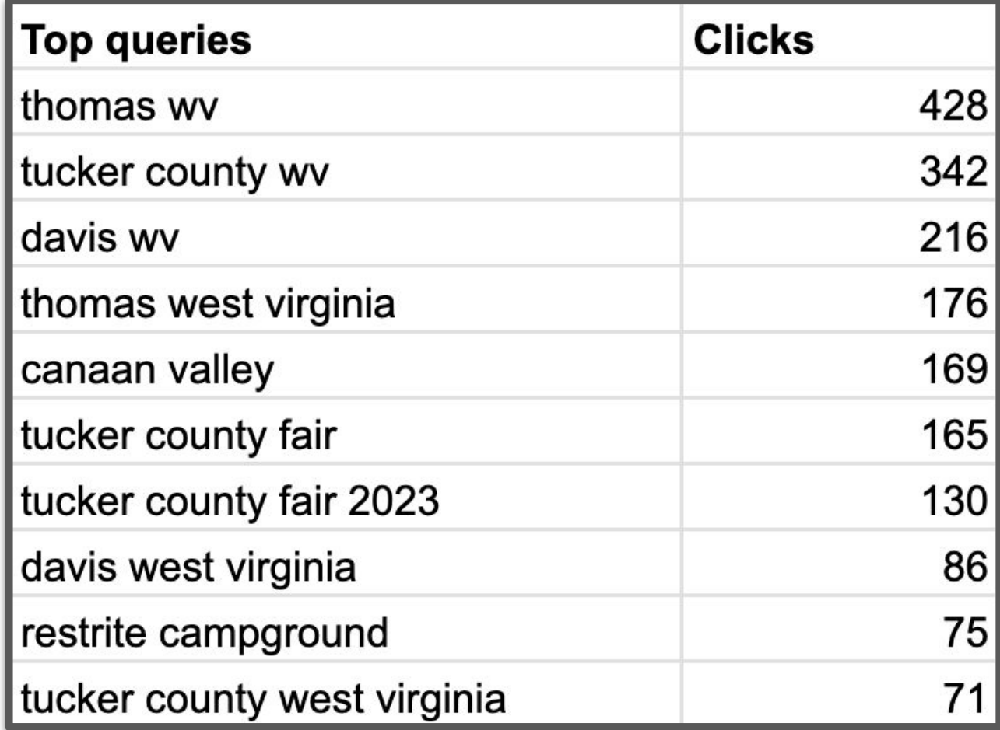 Top queries Clicks
thomas wv 428
tucker county wv 342
davis wv 216
thomas west virginia 176
canaan valley 169
tucker county fair 165
tucker county fair 2023 130
davis west virginia 86
restrite campground 75
tucker county west virginia 71